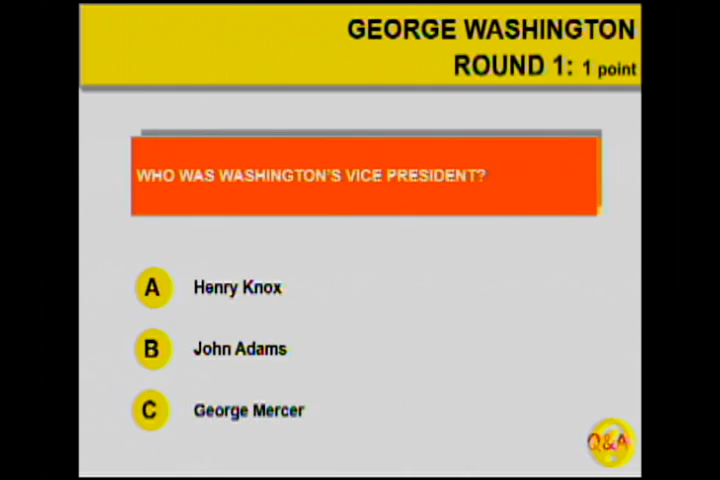 GEORGE WASHINGTON
ROUND 1: 1 point
WHO WAS WASHINGTON'S VICE PRESIDENT?
A Henry Knox
B John Adams
C George Mercer
Q&A